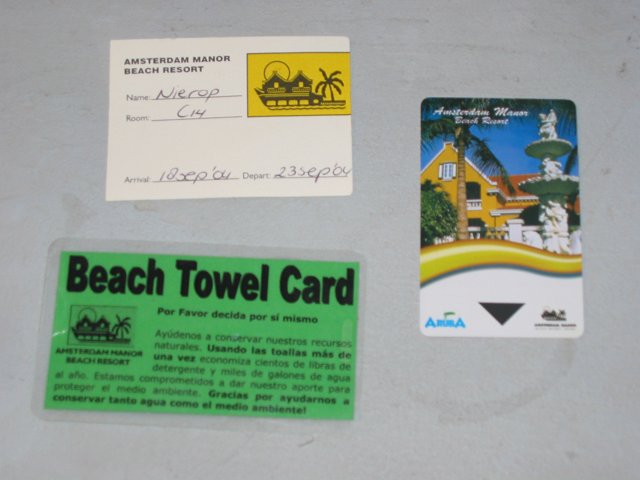 AMSTERDAM MANOR
BEACH RESORT
Name: Nierop
Room: C14
Arrival: 18sep'04 Depart: 23sep'04
Amsterdam Manor
Beach Resort
ARUBA
AMSTERDAM MANOR
Beach Towel Card
Por Favor decida por sí mismo
AMSTERDAM MANOR
BEACH RESORT
Ayúdenos a conservar nuestros recursos
naturales. Usando las toallas más de
una vez economiza cientos de libras de
detergente y miles de galones de agua
al año. Estamos comprometidos a dar nuestro aporte para
proteger el medio ambiente. Gracias por ayudarnos a
conservar tanto agua como el medio ambiente!